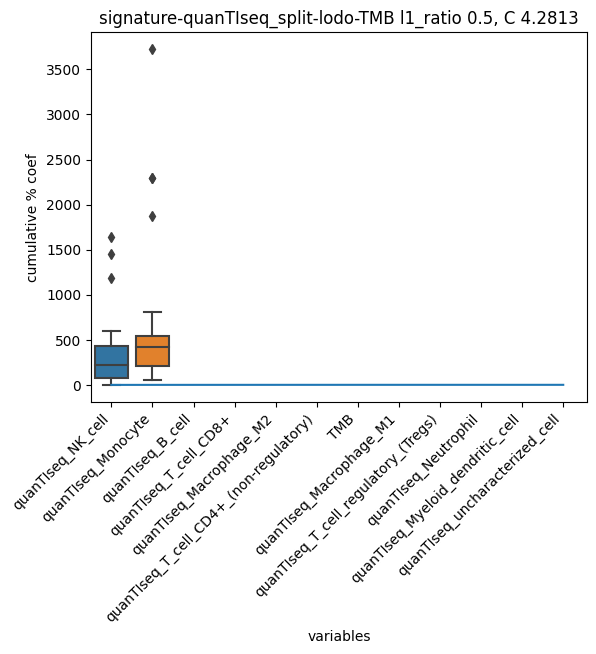 signature-quanTIseq_split-lodo-TMB l1_ratio 0.5, C 4.2813
3500
3000
2500
2000
1500
1000
500
0
cumulative % coef
quanTIseq_NK_cell
quanTIseq_Monocyte
quanTIseq_B_cell
quanTIseq_T_cell_CD8+
quanTIseq_Macrophage_M2
quanTIseq_T_cell_CD4+_(non-regulatory)
TMB
quanTIseq_Macrophage_M1
quanTIseq_T_cell_regulatory_(Tregs)
quanTIseq_Neutrophil
quanTIseq_Myeloid_dendritic_cell
quanTIseq_uncharacterized_cell
variables